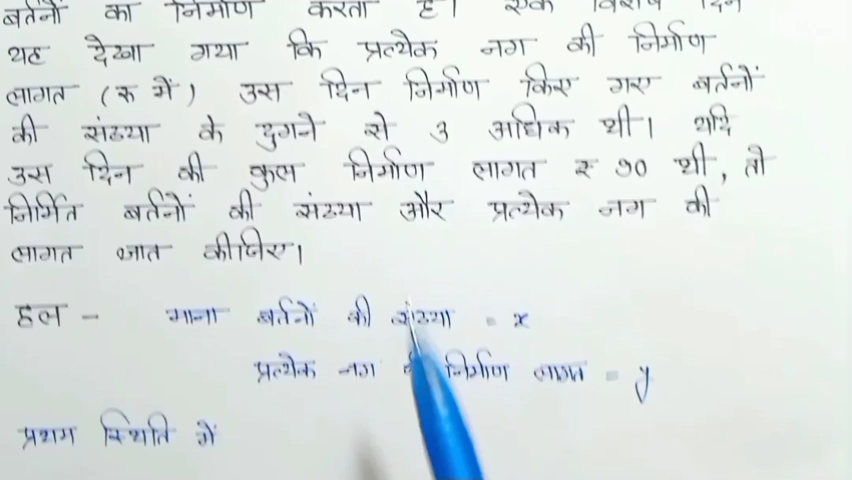 बर्तनों का निर्माण करता है। एक विशेष दिन
यह देखा गया कि प्रत्येक नग की निर्माण
लागत (रु में) उस दिन निर्माण किए गए बर्तनों
की संख्या के दुगने से 3 अधिक थी। यदि
उस दिन की कुल निर्माण लागत रु 90 थी, तो
निर्मित बर्तनों की संख्या और प्रत्येक नग की
लागत ज्ञात कीजिए।
हल - माना बर्तनों की संख्या = x
प्रत्येक नग की निर्माण लागत = y
प्रथम स्थिति में